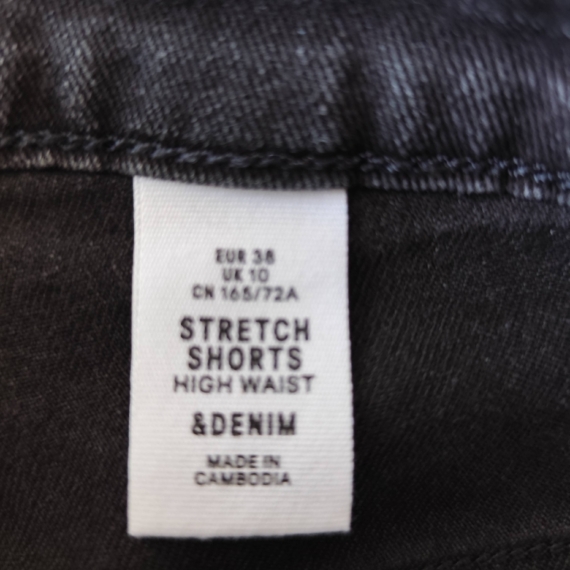 EUR 38
UK 10
CN 165/72A
STRETCH
SHORTS
HIGH WAIST
&DENIM
MADE IN
CAMBODIA